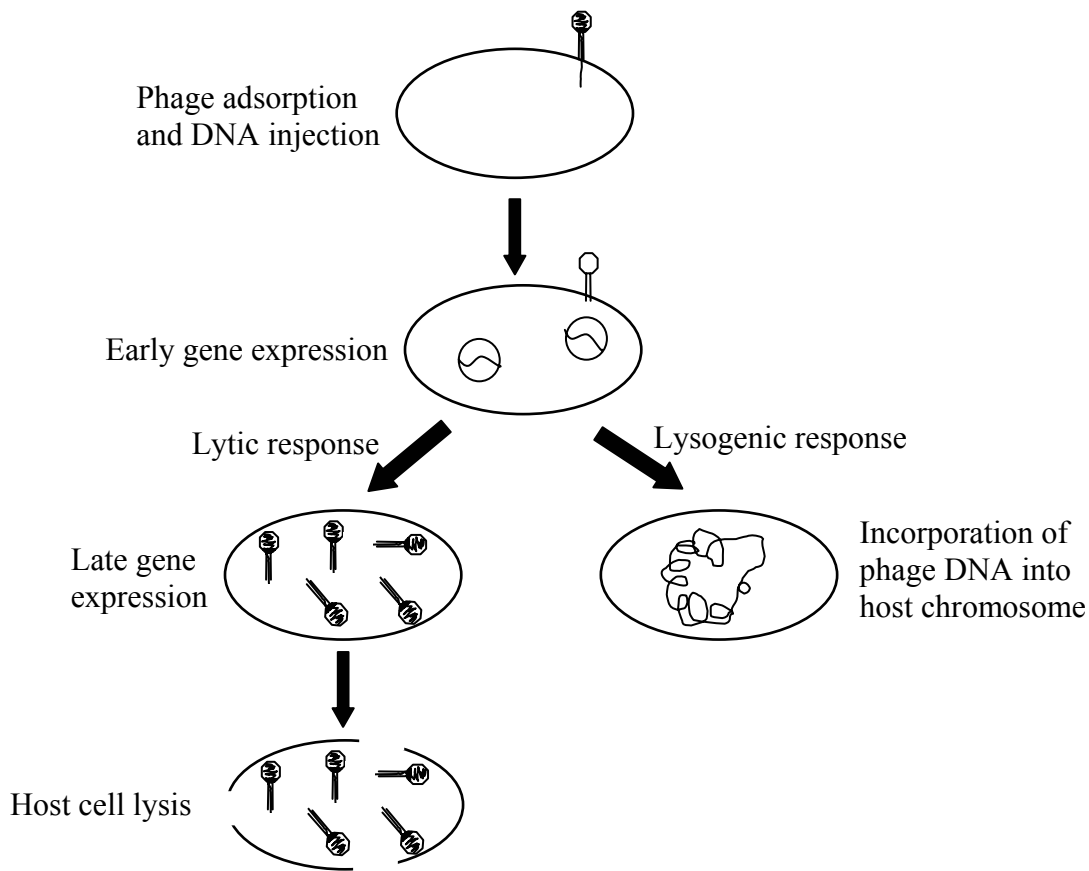 Phage adsorption
and DNA injection
Early gene expression
Lytic response
Lysogenic response
Late gene
expression
Incorporation of
phage DNA into
host chromosome
Host cell lysis